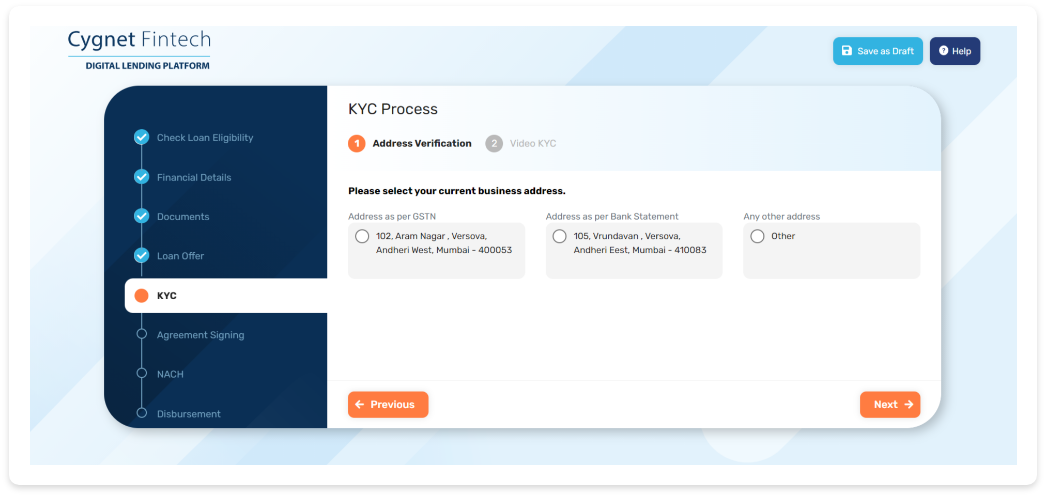 Cygnet Fintech
DIGITAL LENDING PLATFORM
Save as Draft
? Help
Check Loan Eligibility
Financial Details
Documents
Loan Offer
KYC
Agreement Signing
NACH
Disbursement
KYC Process
1 Address Verification 2 Video KYC
Please select your current business address.
Address as per GSTN
102, Aram Nagar , Versova,
Andheri West, Mumbai - 400053
Address as per Bank Statement
105, Vrundavan , Versova,
Andheri Eest, Mumbai - 410083
Any other address
Other
Previous
Next